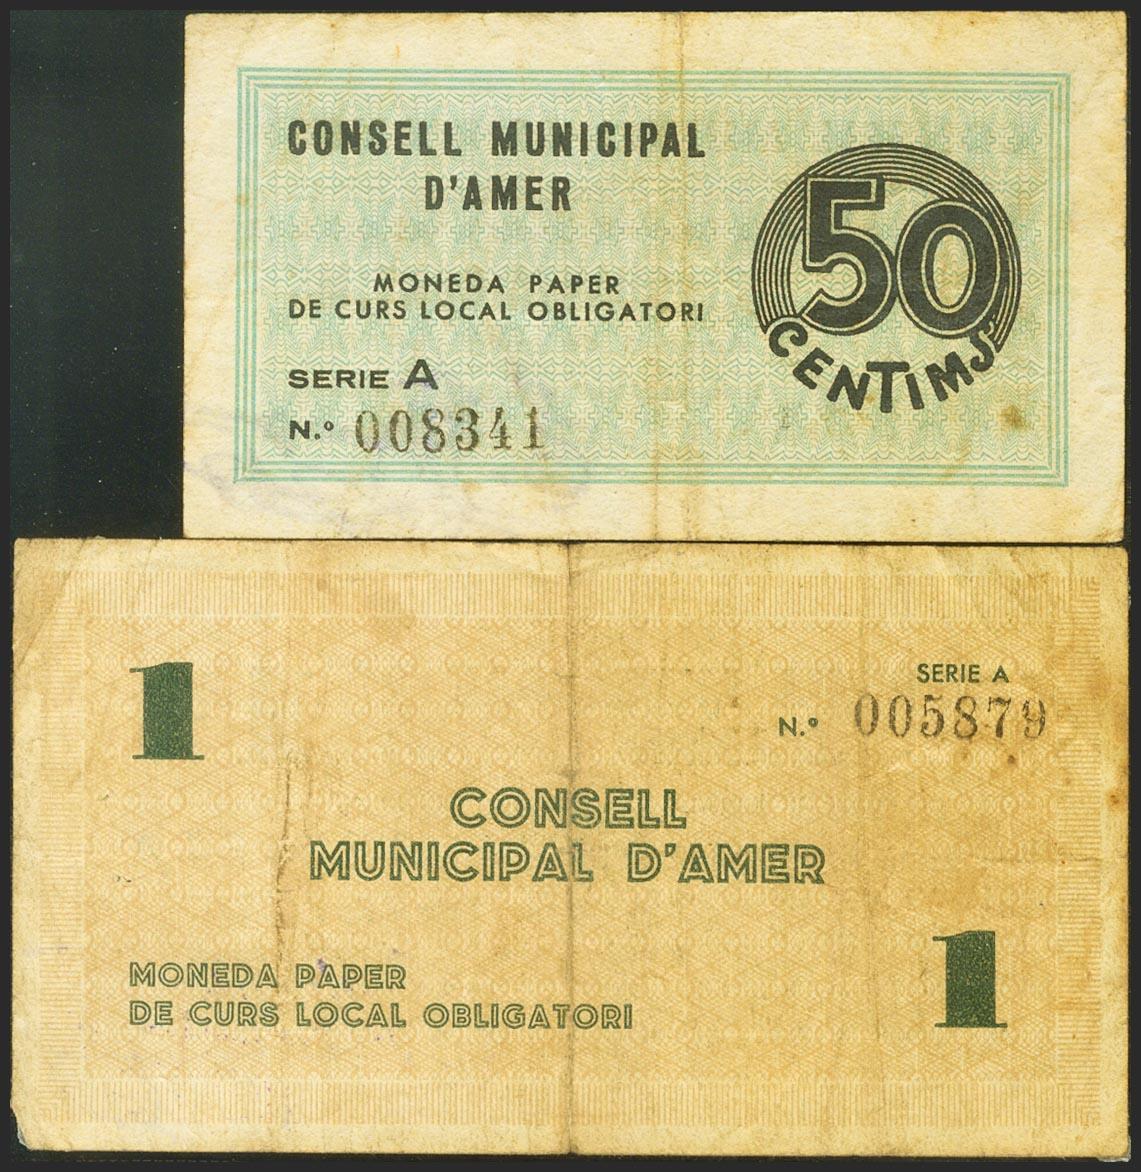 CONSELL MUNICIPAL
D'AMER
MONEDA PAPER
DE CURS LOCAL OBLIGATORI
SERIE A
N.º 008341
50
CENTIMS
1
SERIE A
N.º 005879
CONSELL
MUNICIPAL D'AMER
MONEDA PAPER
DE CURS LOCAL OBLIGATORI
1